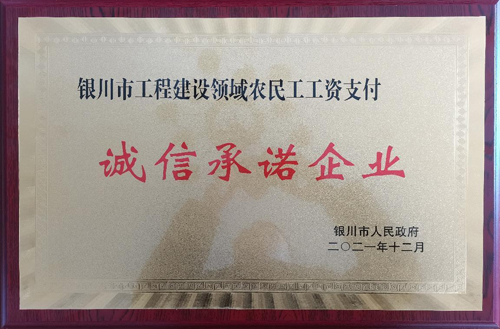 银川市工程建设领域农民工工资支付
诚信承诺企业
银川市人民政府
二〇二一年十二月